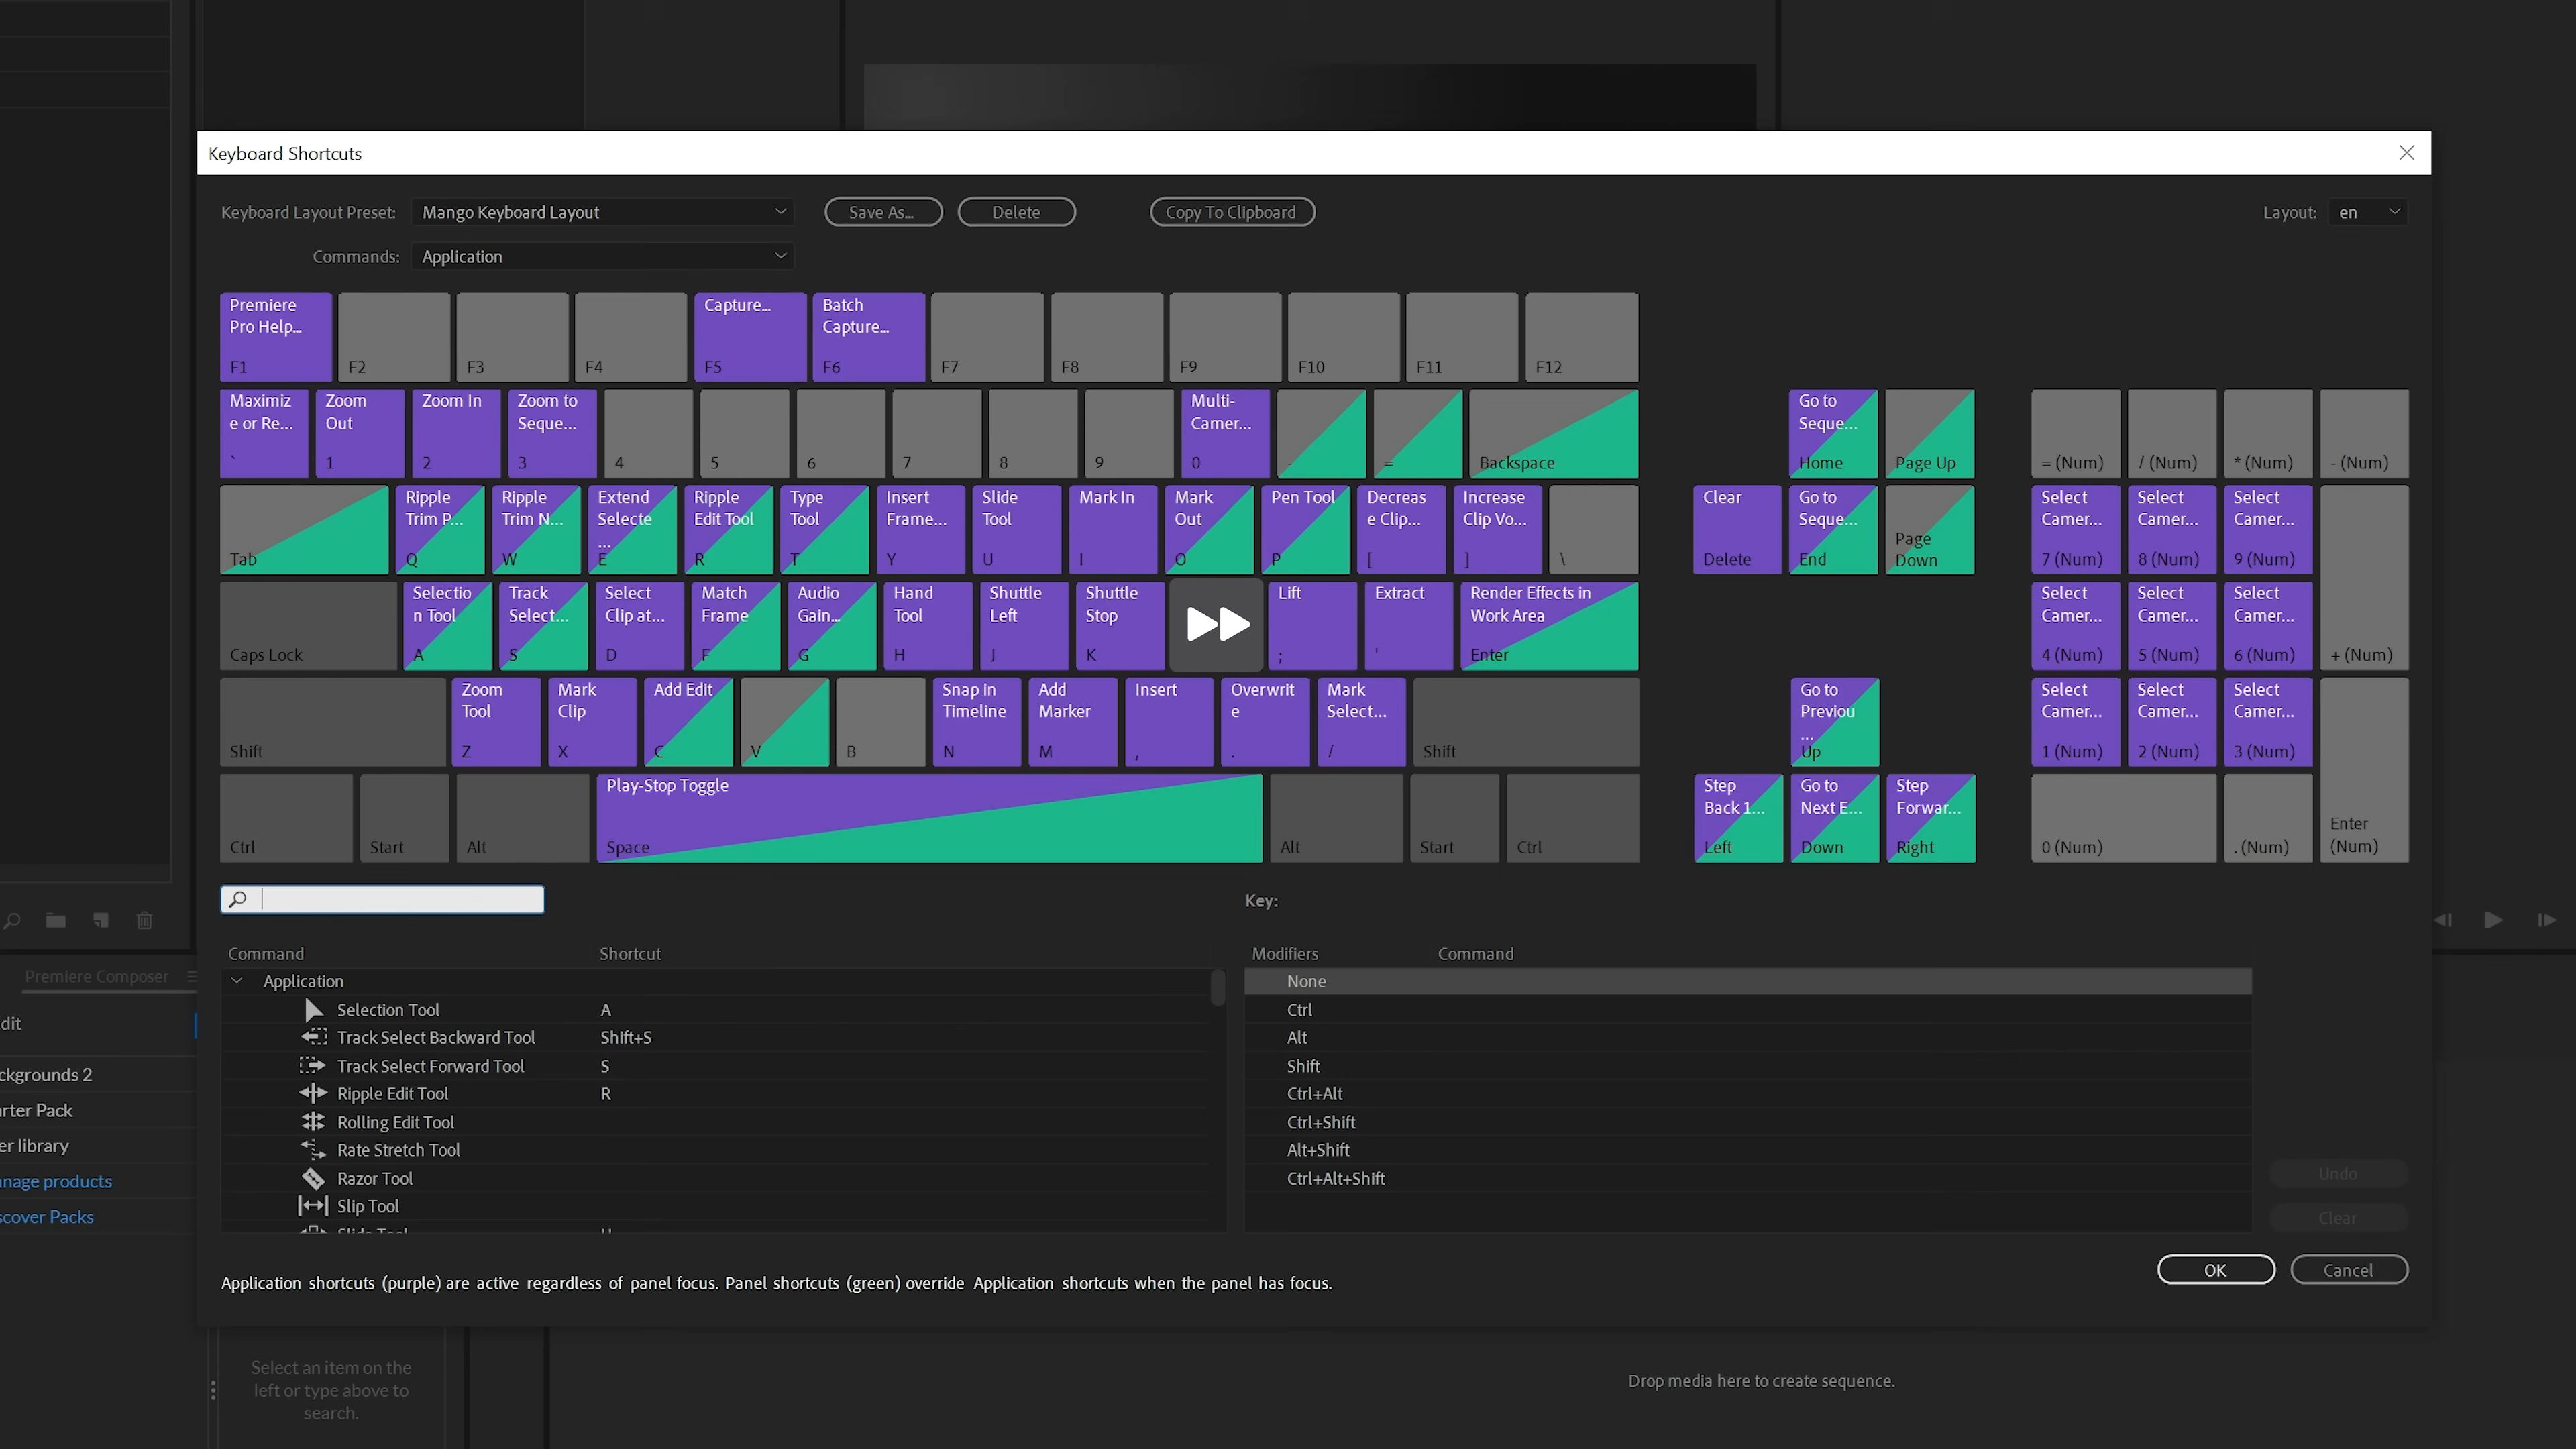 Keyboard Shortcuts
Keyboard Layout Preset: Mango Keyboard Layout Save As... Delete Copy To Clipboard Layout: en
Commands: Application
Premiere
Pro Help...
F1
F2
F3
F4
Capture...
F5
Batch
Capture...
F6
F7
F8
F9
F10
F11
F12
Maximiz
e or Re...
`
Zoom
Out
1
Zoom In
2
Zoom to
Seque...
3
4
5
6
7
8
9
Multi-
Camer...
0
-
=
Backspace
Go to
Seque...
Home
Page Up
= (Num)
/ (Num)
* (Num)
- (Num)
Tab
Ripple
Trim P...
Q
Ripple
Trim N...
W
Extend
Selecte
...
E
Ripple
Edit Tool
R
Type
Tool
T
Insert
Frame...
Y
Slide
Tool
U
Mark In
I
Mark
Out
O
Pen Tool
P
Decreas
e Clip...
[
Increase
Clip Vo...
]
\
Clear
Delete
Go to
Seque...
End
Page
Down
Select
Camer...
7 (Num)
Select
Camer...
8 (Num)
Select
Camer...
9 (Num)
+ (Num)
Caps Lock
Selectio
n Tool
A
Track
Select...
S
Select
Clip at...
D
Match
Frame
F
Audio
Gain...
G
Hand
Tool
H
Shuttle
Left
J
Shuttle
Stop
K
Lift
;
Extract
'
Render Effects in
Work Area
Enter
Select
Camer...
4 (Num)
Select
Camer...
5 (Num)
Select
Camer...
6 (Num)
Shift
Zoom
Tool
Z
Mark
Clip
X
Add Edit
C
V
B
Snap in
Timeline
N
Add
Marker
M
Insert
,
Overwrit
e
.
Mark
Select...
/
Shift
Go to
Previou
...
Up
Select
Camer...
1 (Num)
Select
Camer...
2 (Num)
Select
Camer...
3 (Num)
Enter
(Num)
Ctrl
Start
Alt
Play-Stop Toggle
Space
Alt
Start
Ctrl
Step
Back 1...
Left
Go to
Next E...
Down
Step
Forwar...
Right
0 (Num)
. (Num)
Key:
Command Shortcut
Application
Selection Tool A
Track Select Backward Tool Shift+S
Track Select Forward Tool S
Ripple Edit Tool R
Rolling Edit Tool
Rate Stretch Tool
Razor Tool
Slip Tool
Slide Tool U
Modifiers Command
None
Ctrl
Alt
Shift
Ctrl+Alt
Ctrl+Shift
Alt+Shift
Ctrl+Alt+Shift
Undo
Clear
Application shortcuts (purple) are active regardless of panel focus. Panel shortcuts (green) override Application shortcuts when the panel has focus.
OK Cancel
Premiere Composer
dit
ckgrounds 2
arter Pack
er library
nage products
scover Packs
Select an item on the
left or type above to
search.
Drop media here to create sequence.